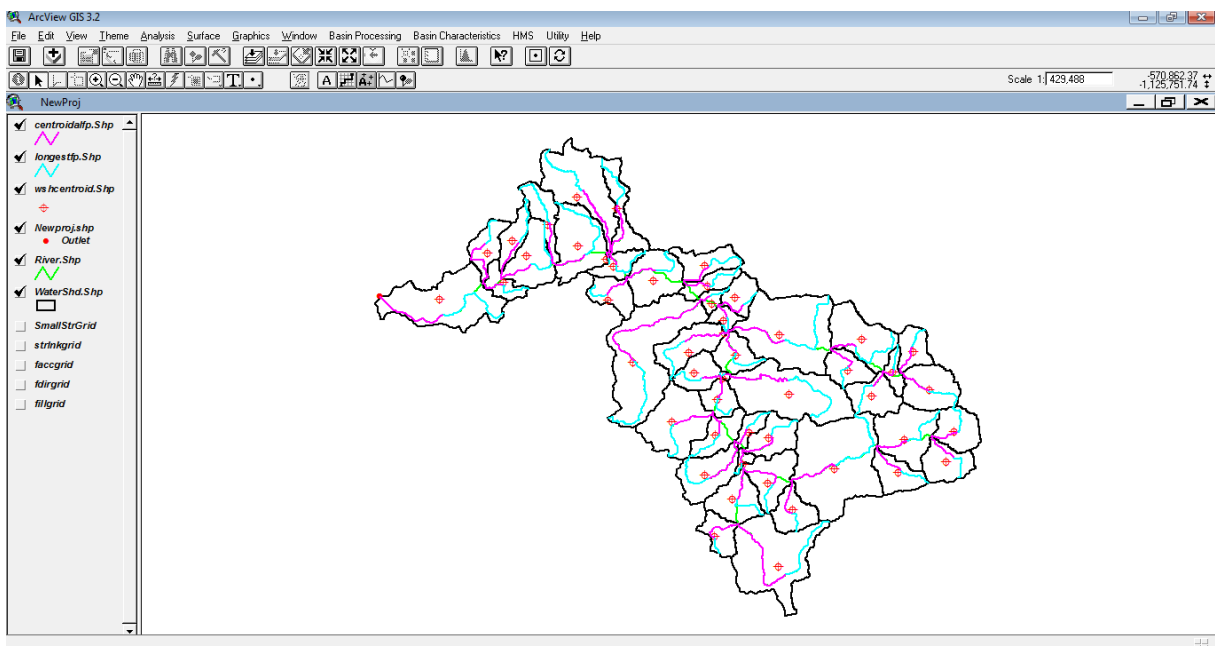 ArcView GIS 3.2
File Edit View Theme Analysis Surface Graphics Window Basin Processing Basin Characteristics HMS Utility Help
T
A
Scale 1: 429,488
-570,862.37
-1,125,751.74
NewProj
centroidalfp.Shp
longestfp.Shp
wshcentroid.Shp
Newproj.shp
Outlet
River.Shp
WaterShd.Shp
SmallStrGrid
strlnkgrid
faccgrid
fdirgrid
fillgrid